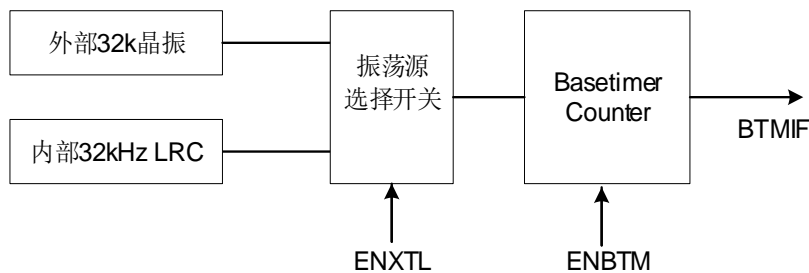 外部32k晶振
内部32kHz LRC
振荡源
选择开关
Basetimer
Counter
BTMIF
ENXTL
ENBTM